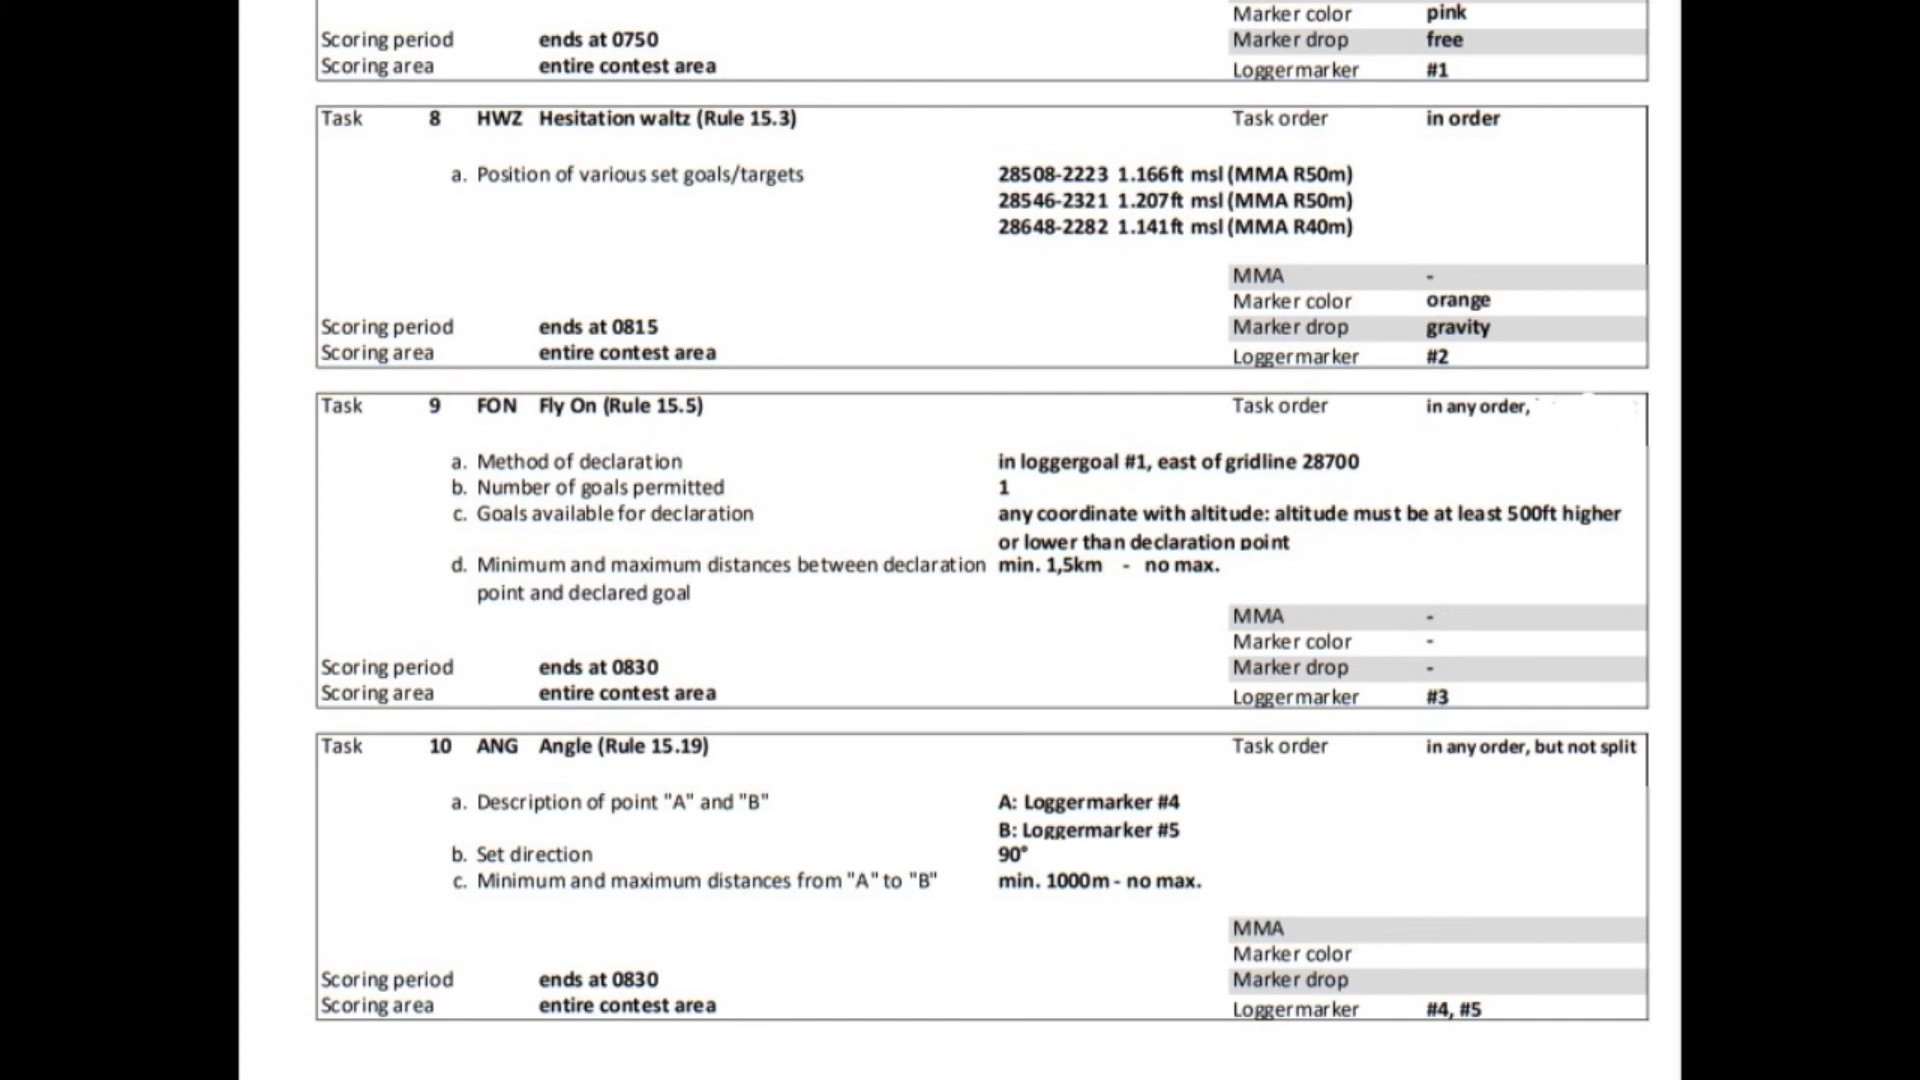 Marker color pink
Scoring period ends at 0750 Marker drop free
Scoring area entire contest area Loggermarker #1
Task 8 HWZ Hesitation waltz (Rule 15.3) Task order in order
a. Position of various set goals/targets 28508-2223 1.166ft msl (MMA R50m)
28546-2321 1.207ft msl (MMA R50m)
28648-2282 1.141ft msl (MMA R40m)
MMA -
Marker color orange
Scoring period ends at 0815 Marker drop gravity
Scoring area entire contest area Loggermarker #2
Task 9 FON Fly On (Rule 15.5) Task order in any order,
a. Method of declaration in loggergoal #1, east of gridline 28700
b. Number of goals permitted 1
c. Goals available for declaration any coordinate with altitude: altitude must be at least 500ft higher
or lower than declaration point
d. Minimum and maximum distances between declaration min. 1,5km - no max.
point and declared goal
MMA -
Marker color -
Scoring period ends at 0830 Marker drop -
Scoring area entire contest area Loggermarker #3
Task 10 ANG Angle (Rule 15.19) Task order in any order, but not split
a. Description of point "A" and "B" A: Loggermarker #4
B: Loggermarker #5
b. Set direction 90°
c. Minimum and maximum distances from "A" to "B" min. 1000m - no max.
MMA
Marker color
Scoring period ends at 0830 Marker drop
Scoring area entire contest area Loggermarker #4, #5